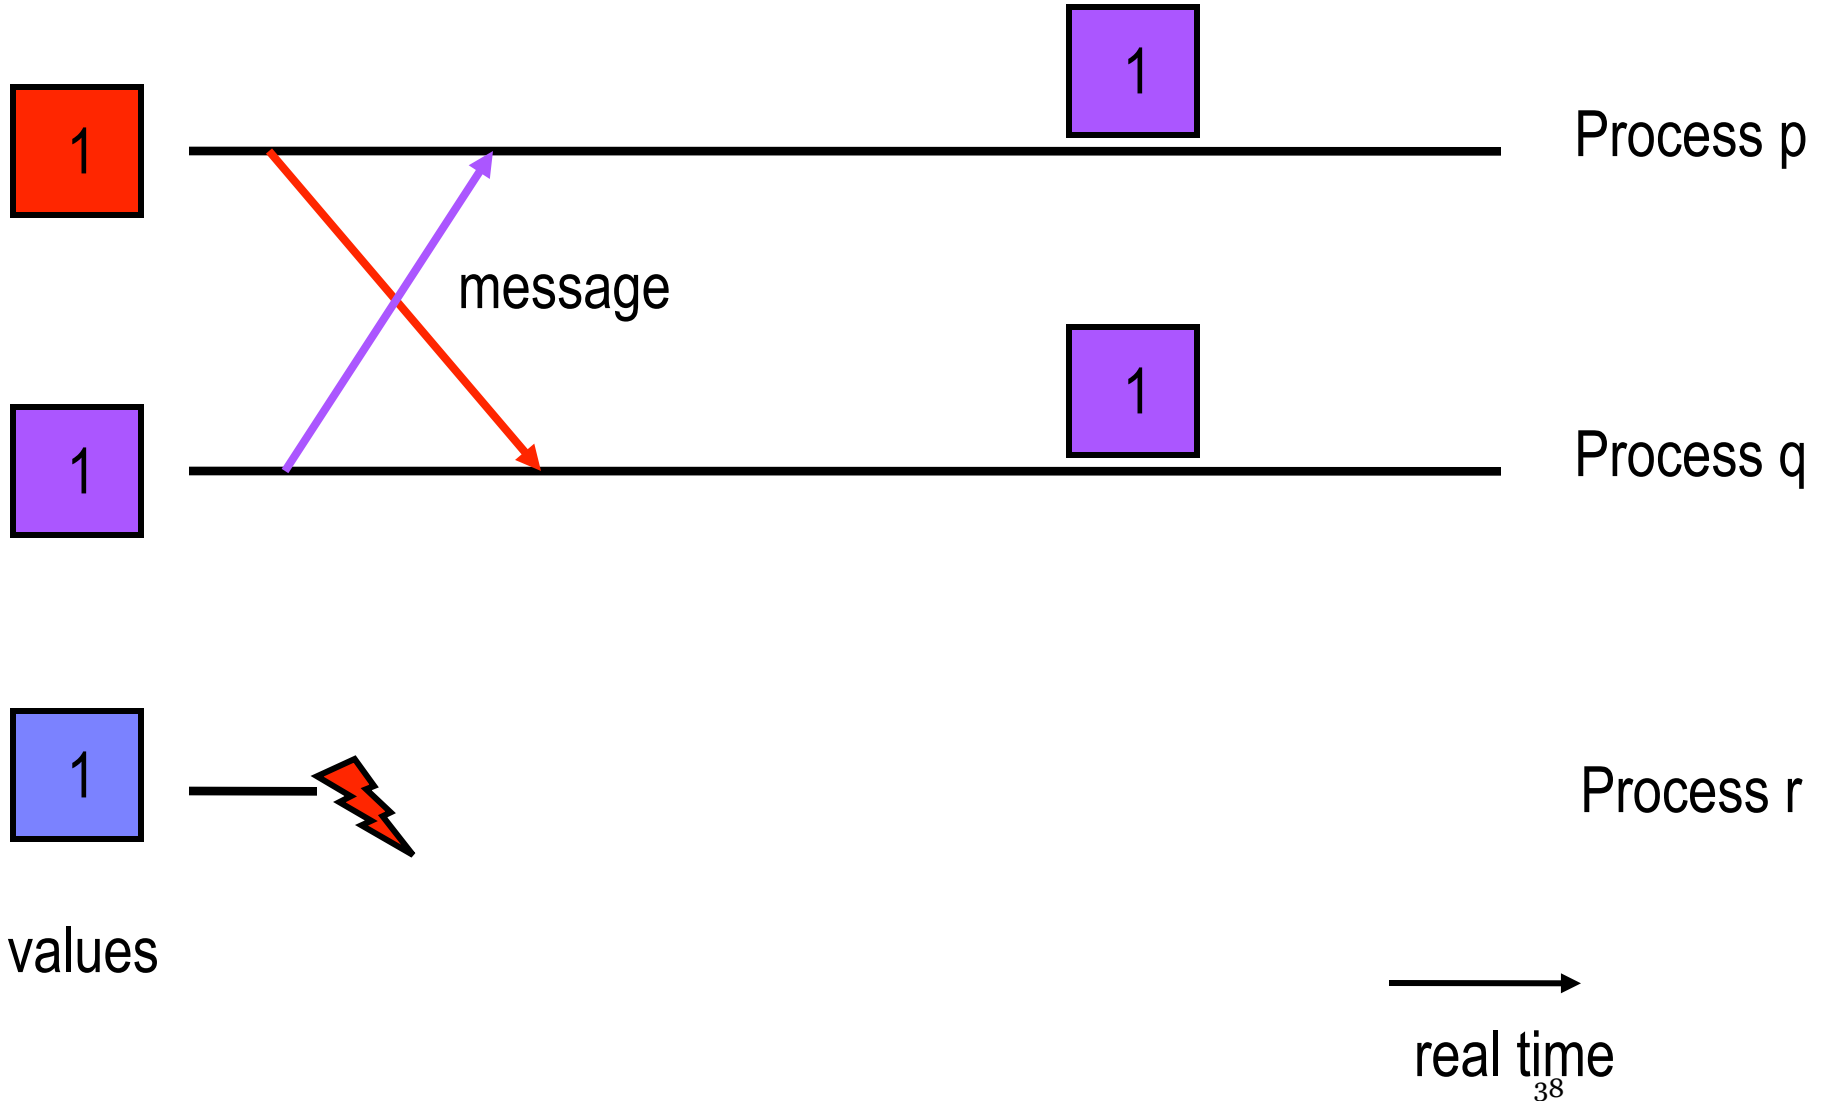 1
1
Process p
message
1
1
Process q
1
Process r
values
real time
38